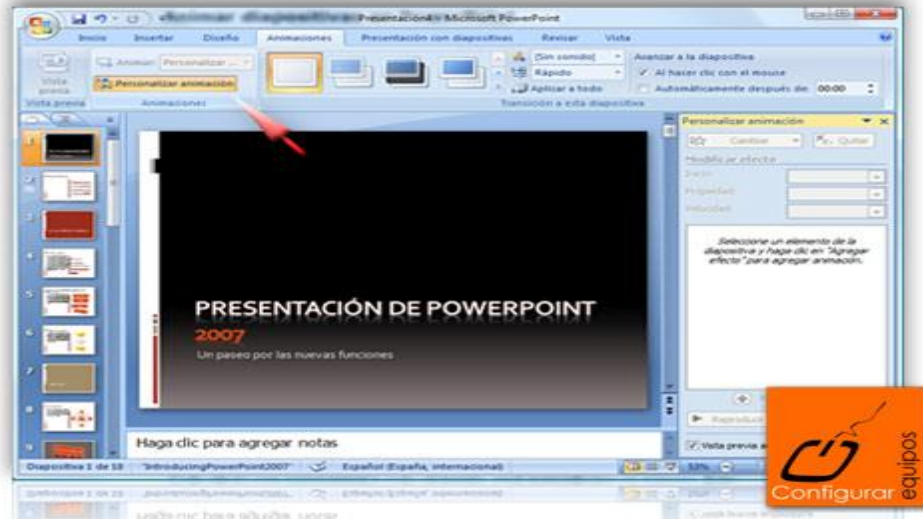 Presentación4 - Microsoft PowerPoint
Inicio Insertar Diseño Animaciones Presentación con diapositivas Revisar Vista
Vista previa
Animar: Personalizar ...
Personalizar animación
[Sin sonido]
Rápido
Aplicar a todo
Avanzar a la diapositiva
Al hacer clic con el mouse
Automáticamente después de: 00:00
Vista previa Animaciones Transición a esta diapositiva
Personalizar animación
Cambiar Quitar
Modificar efecto
Inicio:
Propiedad:
Velocidad:
Seleccione un elemento de la
diapositiva y haga clic en "Agregar
efecto" para agregar animación.
PRESENTACIÓN DE POWERPOINT
2007
Un paseo por las nuevas funciones
Haga clic para agregar notas
Vista previa
Diapositiva 1 de 18 "IntroducingPowerPoint2007" Español (España, internacional) 53%
Configurar
equipos